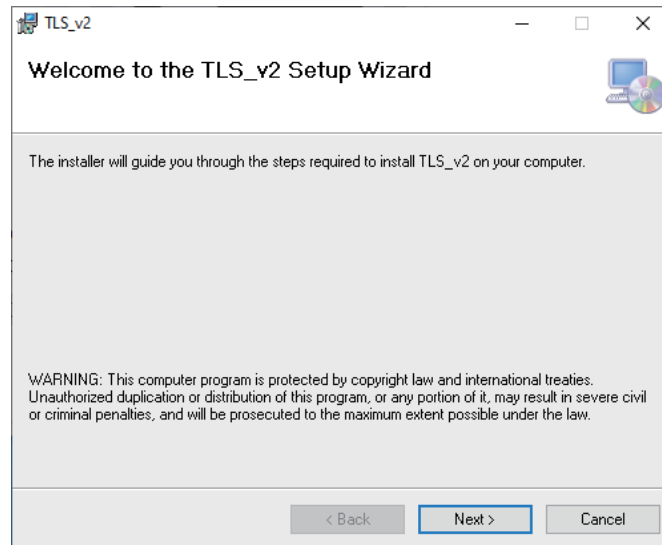 TLS_v2
Welcome to the TLS_v2 Setup Wizard
The installer will guide you through the steps required to install TLS_v2 on your computer.
WARNING: This computer program is protected by copyright law and international treaties.
Unauthorized duplication or distribution of this program, or any portion of it, may result in severe civil
or criminal penalties, and will be prosecuted to the maximum extent possible under the law.
< Back Next > Cancel